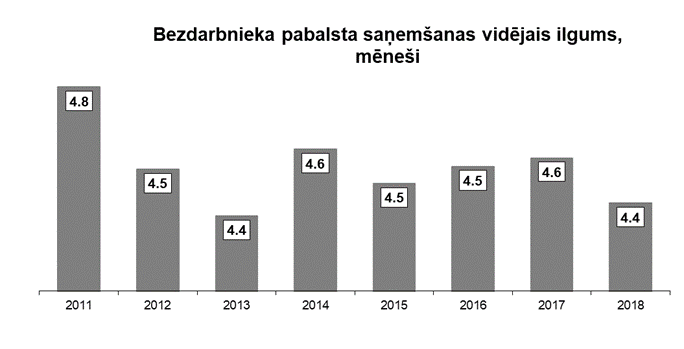 Bezdarbnieka pabalsta saņemšanas vidējais ilgums,
mēneši
4.8
4.5
4.4
4.6
4.5
4.5
4.6
4.4
2011 2012 2013 2014 2015 2016 2017 2018